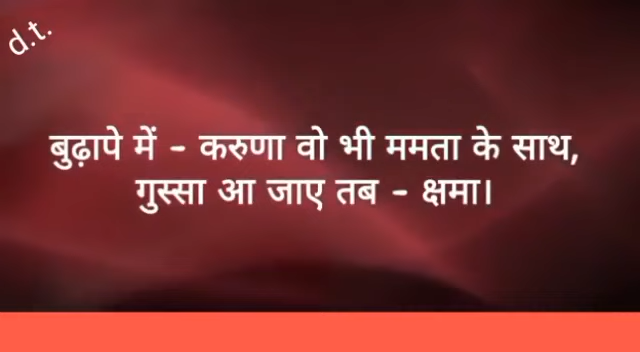 d.t.
बुढ़ापे में - करुणा वो भी ममता के साथ,
गुस्सा आ जाए तब - क्षमा।